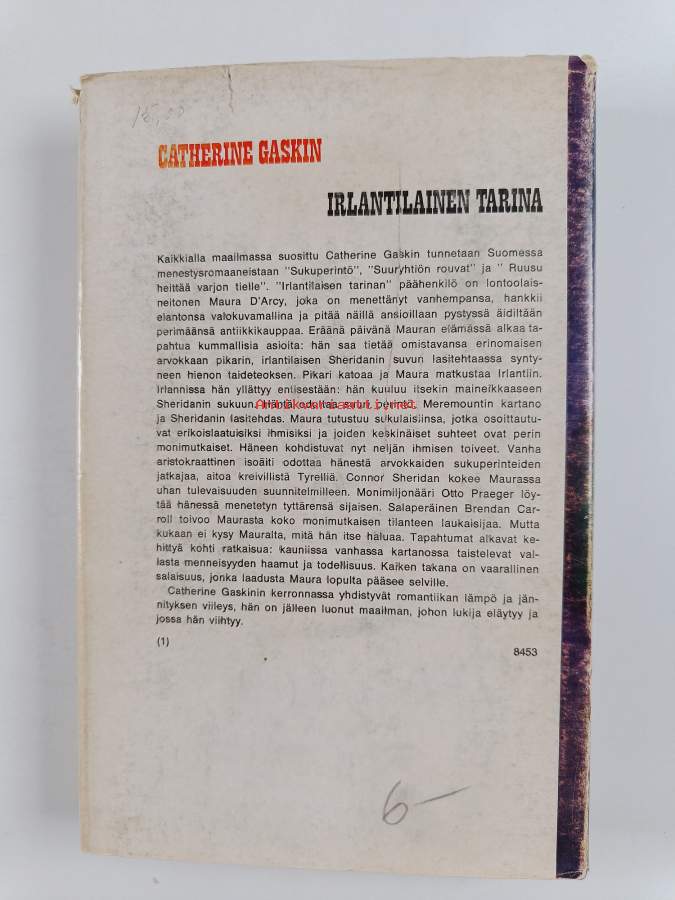 15,00
CATHERINE GASKIN
IRLANTILAINEN TARINA
Kaikkialla maailmassa suosittu Catherine Gaskin tunnetaan Suomessa
menestysromaaneistaan "Sukuperintö", "Suuryhtiön rouvat" ja " Ruusu
heittää varjon tielle". "Irlantilaisen tarinan" päähenkilö on lontoolais-
neitonen Maura D'Arcy, joka on menettänyt vanhempansa, hankkii
elantonsa valokuvamallina ja pitää näillä ansioillaan pystyssä äidiltään
perimäänsä antiikkikauppaa. Eräänä päivänä Mauran elämässä alkaa ta-
pahtua kummallisia asioita: hän saa tietää omistavansa erinomaisen
arvokkaan pikarin, irlantilaisen Sheridanin suvun lasitehtaassa synty-
neen hienon taideteoksen. Pikari katoaa ja Maura matkustaa Irlantiin.
Irlannissa hän yllättyy entisestään: hän kuuluu itsekin maineikkaaseen
Sheridanin sukuun. Häntä odottaa suuri perintö, Meremountin kartano
ja Sheridanin lasitehdas. Maura tutustuu sukulaisiinsa, jotka osoittautu-
vat erikoislaatuisiksi ihmisiksi ja joiden keskinäiset suhteet ovat perin
monimutkaiset. Häneen kohdistuvat nyt neljän ihmisen toiveet. Vanha
aristokraattinen isoäiti odottaa hänestä arvokkaiden sukuperinteiden
jatkajaa, aitoa kreivillistä Tyrelliä. Connor Sheridan kokee Maurassa
uhan tulevaisuuden suunnitelmilleen. Monimiljonääri Otto Praeger löy-
tää hänessä menetetyn tyttärensä sijaisen. Salaperäinen Brendan Car-
roll toivoo Maurasta koko monimutkaisen tilanteen laukaisijaa. Mutta
kukaan ei kysy Mauralta, mitä hän itse haluaa. Tapahtumat alkavat ke-
hittyä kohti ratkaisua: kauniissa vanhassa kartanossa taistelevat val-
lasta menneisyyden haamut ja todellisuus. Kaiken takana on vaarallinen
salaisuus, jonka laadusta Maura lopulta pääsee selville.
Catherine Gaskinin kerronnassa yhdistyvät romantiikan lämpö ja jän-
nityksen viileys, hän on jälleen luonut maailman, johon lukija eläytyy ja
jossa hän viihtyy.
(1)
8453
6—